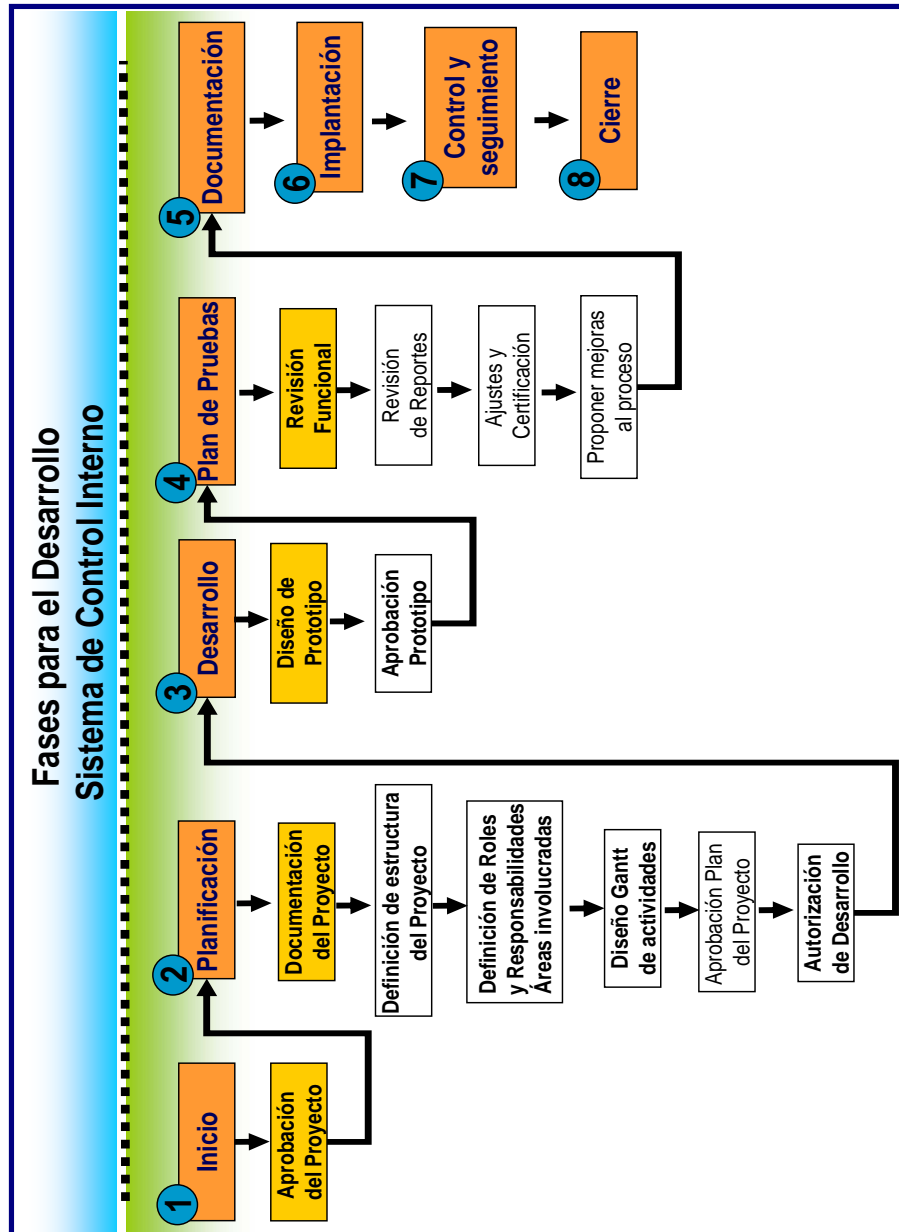 Fases para el Desarrollo
Sistema de Control Interno
1
Inicio
Aprobación
del Proyecto
2
Planificación
Documentación
del Proyecto
Definición de estructura
del Proyecto
Definición de Roles
y Responsabilidades
Áreas involucradas
Diseño Gantt
de actividades
Aprobación Plan
del Proyecto
Autorización
de Desarrollo
3
Desarrollo
Diseño de
Prototipo
Aprobación
Prototipo
4
Plan de Pruebas
Revisión
Funcional
Revisión
de Reportes
Ajustes y
Certificación
Proponer mejoras
al proceso
5
Documentación
6
Implantación
7
Control y
seguimiento
8
Cierre